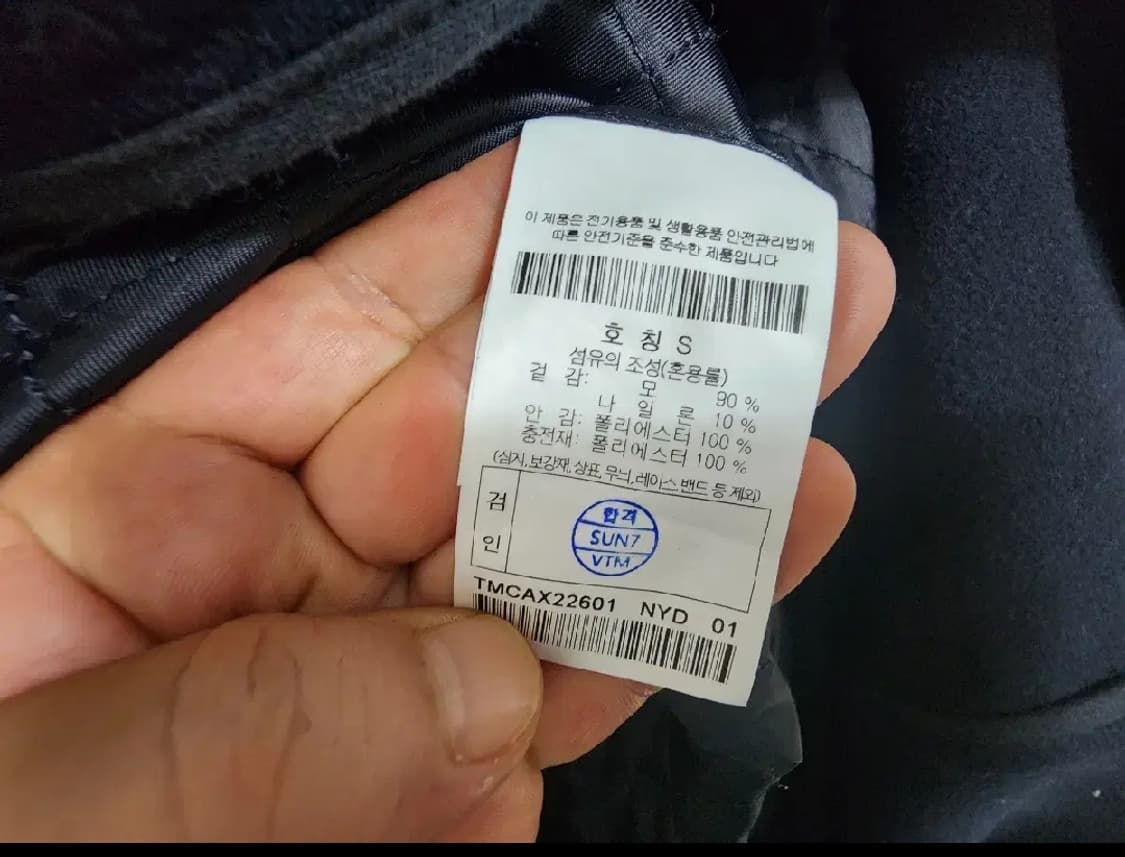 이 제품은 전기용품 및 생활용품 안전관리법에
따른 안전기준을 준수한 제품입니다
호 칭 S
섬유의 조성(혼용률)
겉 감: 모 90 %
나 일 론 10 %
안 감: 폴리에스터 100 %
충전재: 폴리에스터 100 %
(심지,보강재,상표,무늬,레이스밴드 등 제외)
검
인
합격
SUN7
VTM
TMCAX22601 NYD 01